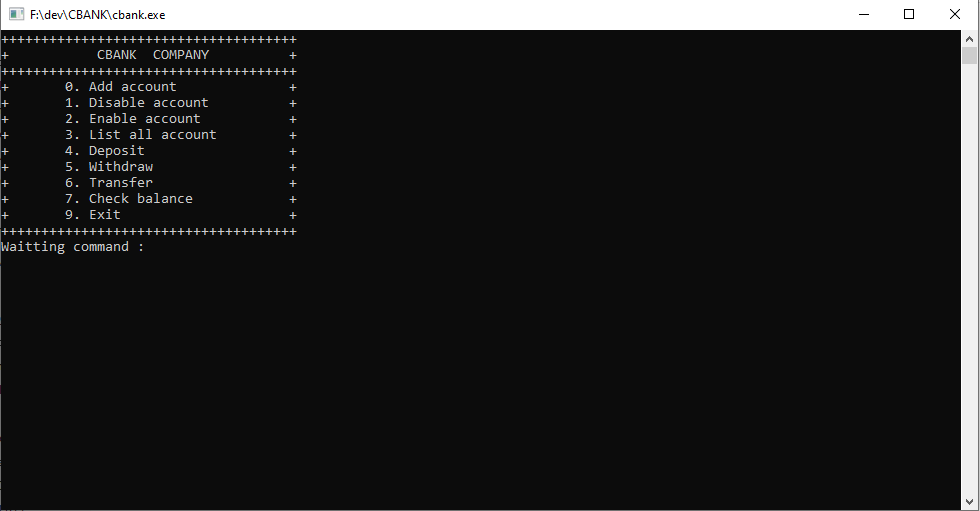 F:\dev\CBANK\cbank.exe
+++++++++++++++++++++++++++++++++++++
+           CBANK  COMPANY          +
+++++++++++++++++++++++++++++++++++++
+       0. Add account              +
+       1. Disable account          +
+       2. Enable account           +
+       3. List all account         +
+       4. Deposit                  +
+       5. Withdraw                 +
+       6. Transfer                 +
+       7. Check balance            +
+       9. Exit                     +
+++++++++++++++++++++++++++++++++++++
Waitting command :